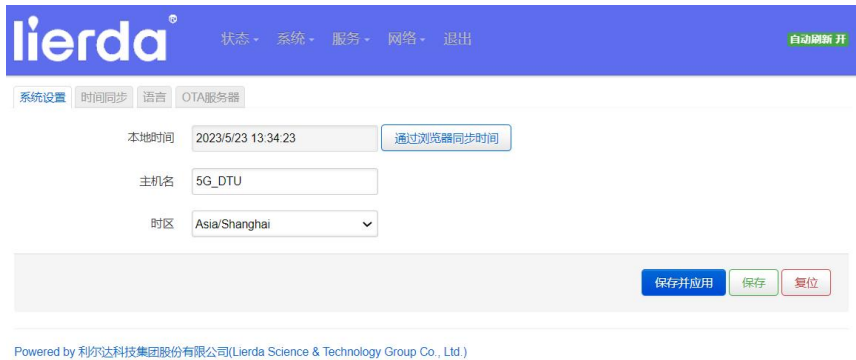 lierda® 状态 系统 服务 网络 退出 自动刷新 开
系统设置 时间同步 语言 OTA服务器
本地时间 2023/5/23 13:34:23 通过浏览器同步时间
主机名 5G_DTU
时区 Asia/Shanghai
保存并应用 保存 复位
Powered by 利尔达科技集团股份有限公司(Lierda Science & Technology Group Co., Ltd.)